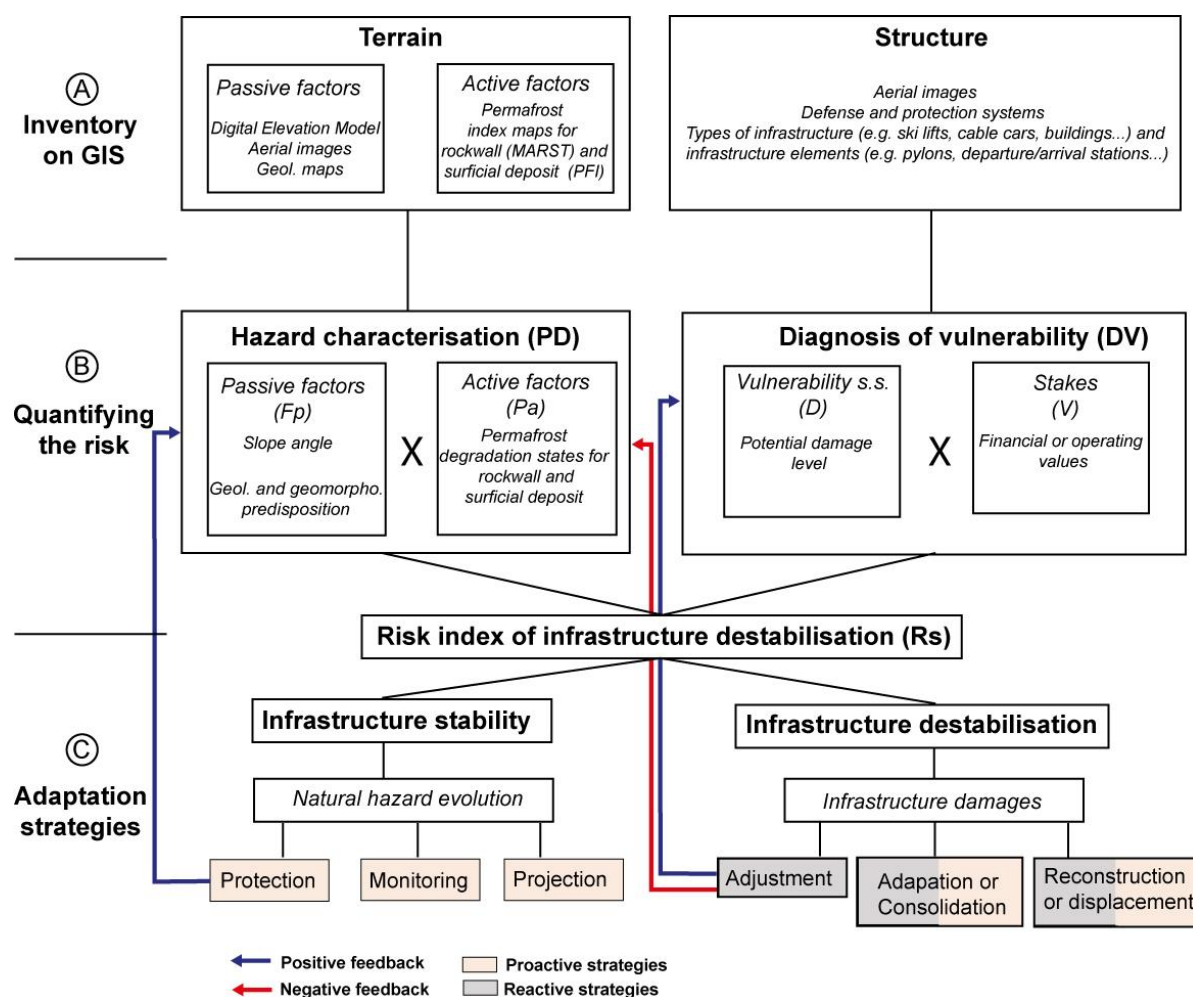 Ⓐ
Inventory
on GIS
Terrain
Passive factors
Digital Elevation Model
Aerial images
Geol. maps
Active factors
Permafrost
index maps for
rockwall (MARST) and
surficial deposit (PFI)
Structure
Aerial images
Defense and protection systems
Types of infrastructure (e.g. ski lifts, cable cars, buildings...) and
infrastructure elements (e.g. pylons, departure/arrival stations...)
Ⓑ
Quantifying
the risk
Hazard characterisation (PD)
Passive factors
(Fp)
Slope angle
Geol. and geomorpho.
predisposition
X
Active factors
(Pa)
Permafrost
degradation states for
rockwall and
surficial deposit
Diagnosis of vulnerability (DV)
Vulnerability s.s.
(D)
Potential damage
level
X
Stakes
(V)
Financial or operating
values
Risk index of infrastructure destabilisation (Rs)
Ⓒ
Adaptation
strategies
Infrastructure stability
Natural hazard evolution
Protection
Monitoring
Projection
Infrastructure destabilisation
Infrastructure damages
Adjustment
Adapation or
Consolidation
Reconstruction
or displacement
Positive feedback
Negative feedback
Proactive strategies
Reactive strategies